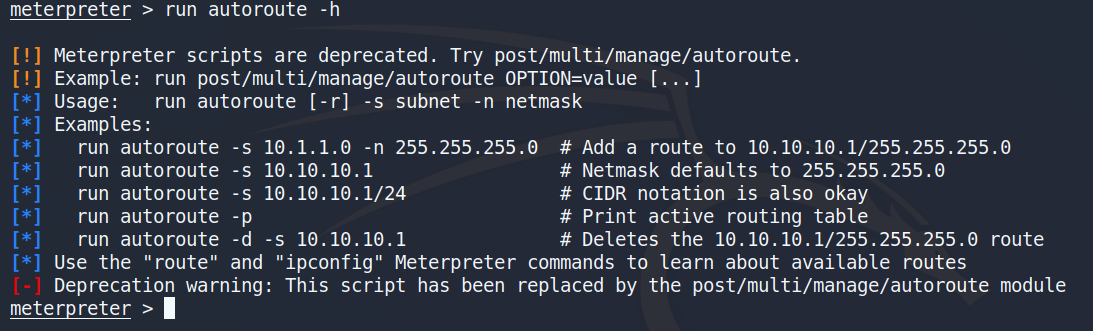 meterpreter > run autoroute -h
[!] Meterpreter scripts are deprecated. Try post/multi/manage/autoroute.
[!] Example: run post/multi/manage/autoroute OPTION=value [...]
[*] Usage:   run autoroute [-r] -s subnet -n netmask
[*] Examples:
[*]   run autoroute -s 10.1.1.0 -n 255.255.255.0  # Add a route to 10.10.10.1/255.255.255.0
[*]   run autoroute -s 10.10.10.1                 # Netmask defaults to 255.255.255.0
[*]   run autoroute -s 10.10.10.1/24              # CIDR notation is also okay
[*]   run autoroute -p                            # Print active routing table
[*]   run autoroute -d -s 10.10.10.1              # Deletes the 10.10.10.1/255.255.255.0 route
[*] Use the "route" and "ipconfig" Meterpreter commands to learn about available routes
[-] Deprecation warning: This script has been replaced by the post/multi/manage/autoroute module
meterpreter >